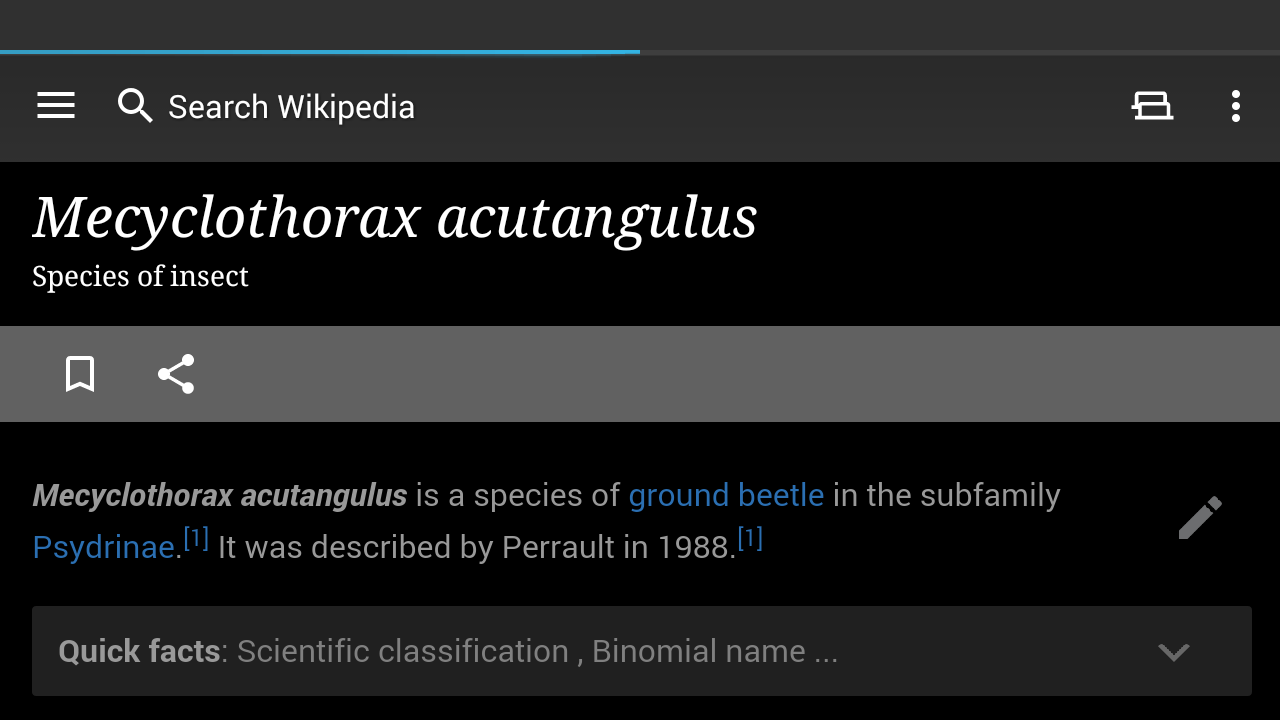 Search Wikipedia
Mecyclothorax acutangulus
Species of insect
Mecyclothorax acutangulus is a species of ground beetle in the subfamily
Psydrinae.[1] It was described by Perrault in 1988.[1]
Quick facts: Scientific classification , Binomial name ...